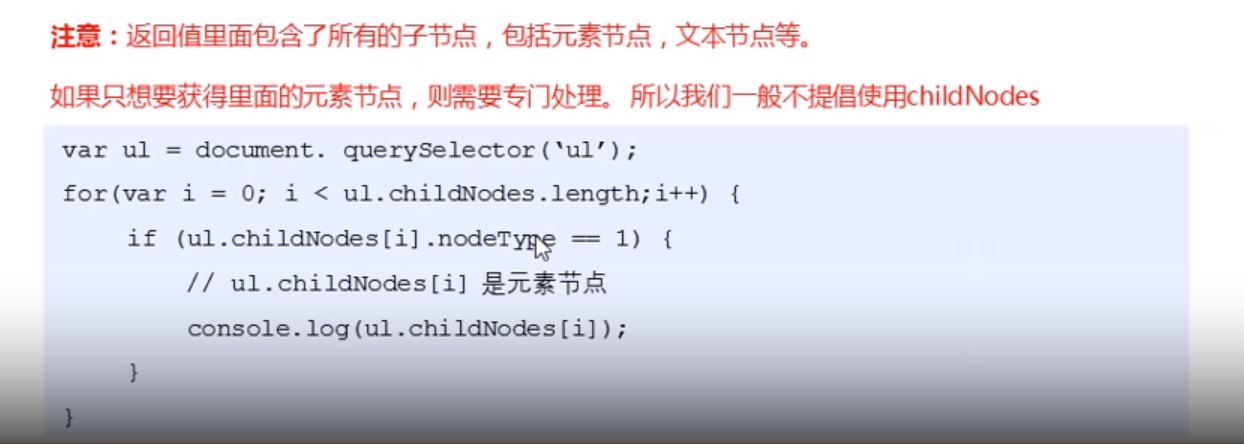 注意：返回值里面包含了所有的子节点，包括元素节点，文本节点等。
如果只想要获得里面的元素节点，则需要专门处理。 所以我们一般不提倡使用childNodes
var ul = document. querySelector(‘ul’);
for(var i = 0; i < ul.childNodes.length;i++) {
if (ul.childNodes[i].nodeType == 1) {
// ul.childNodes[i] 是元素节点
console.log(ul.childNodes[i]);
}
}